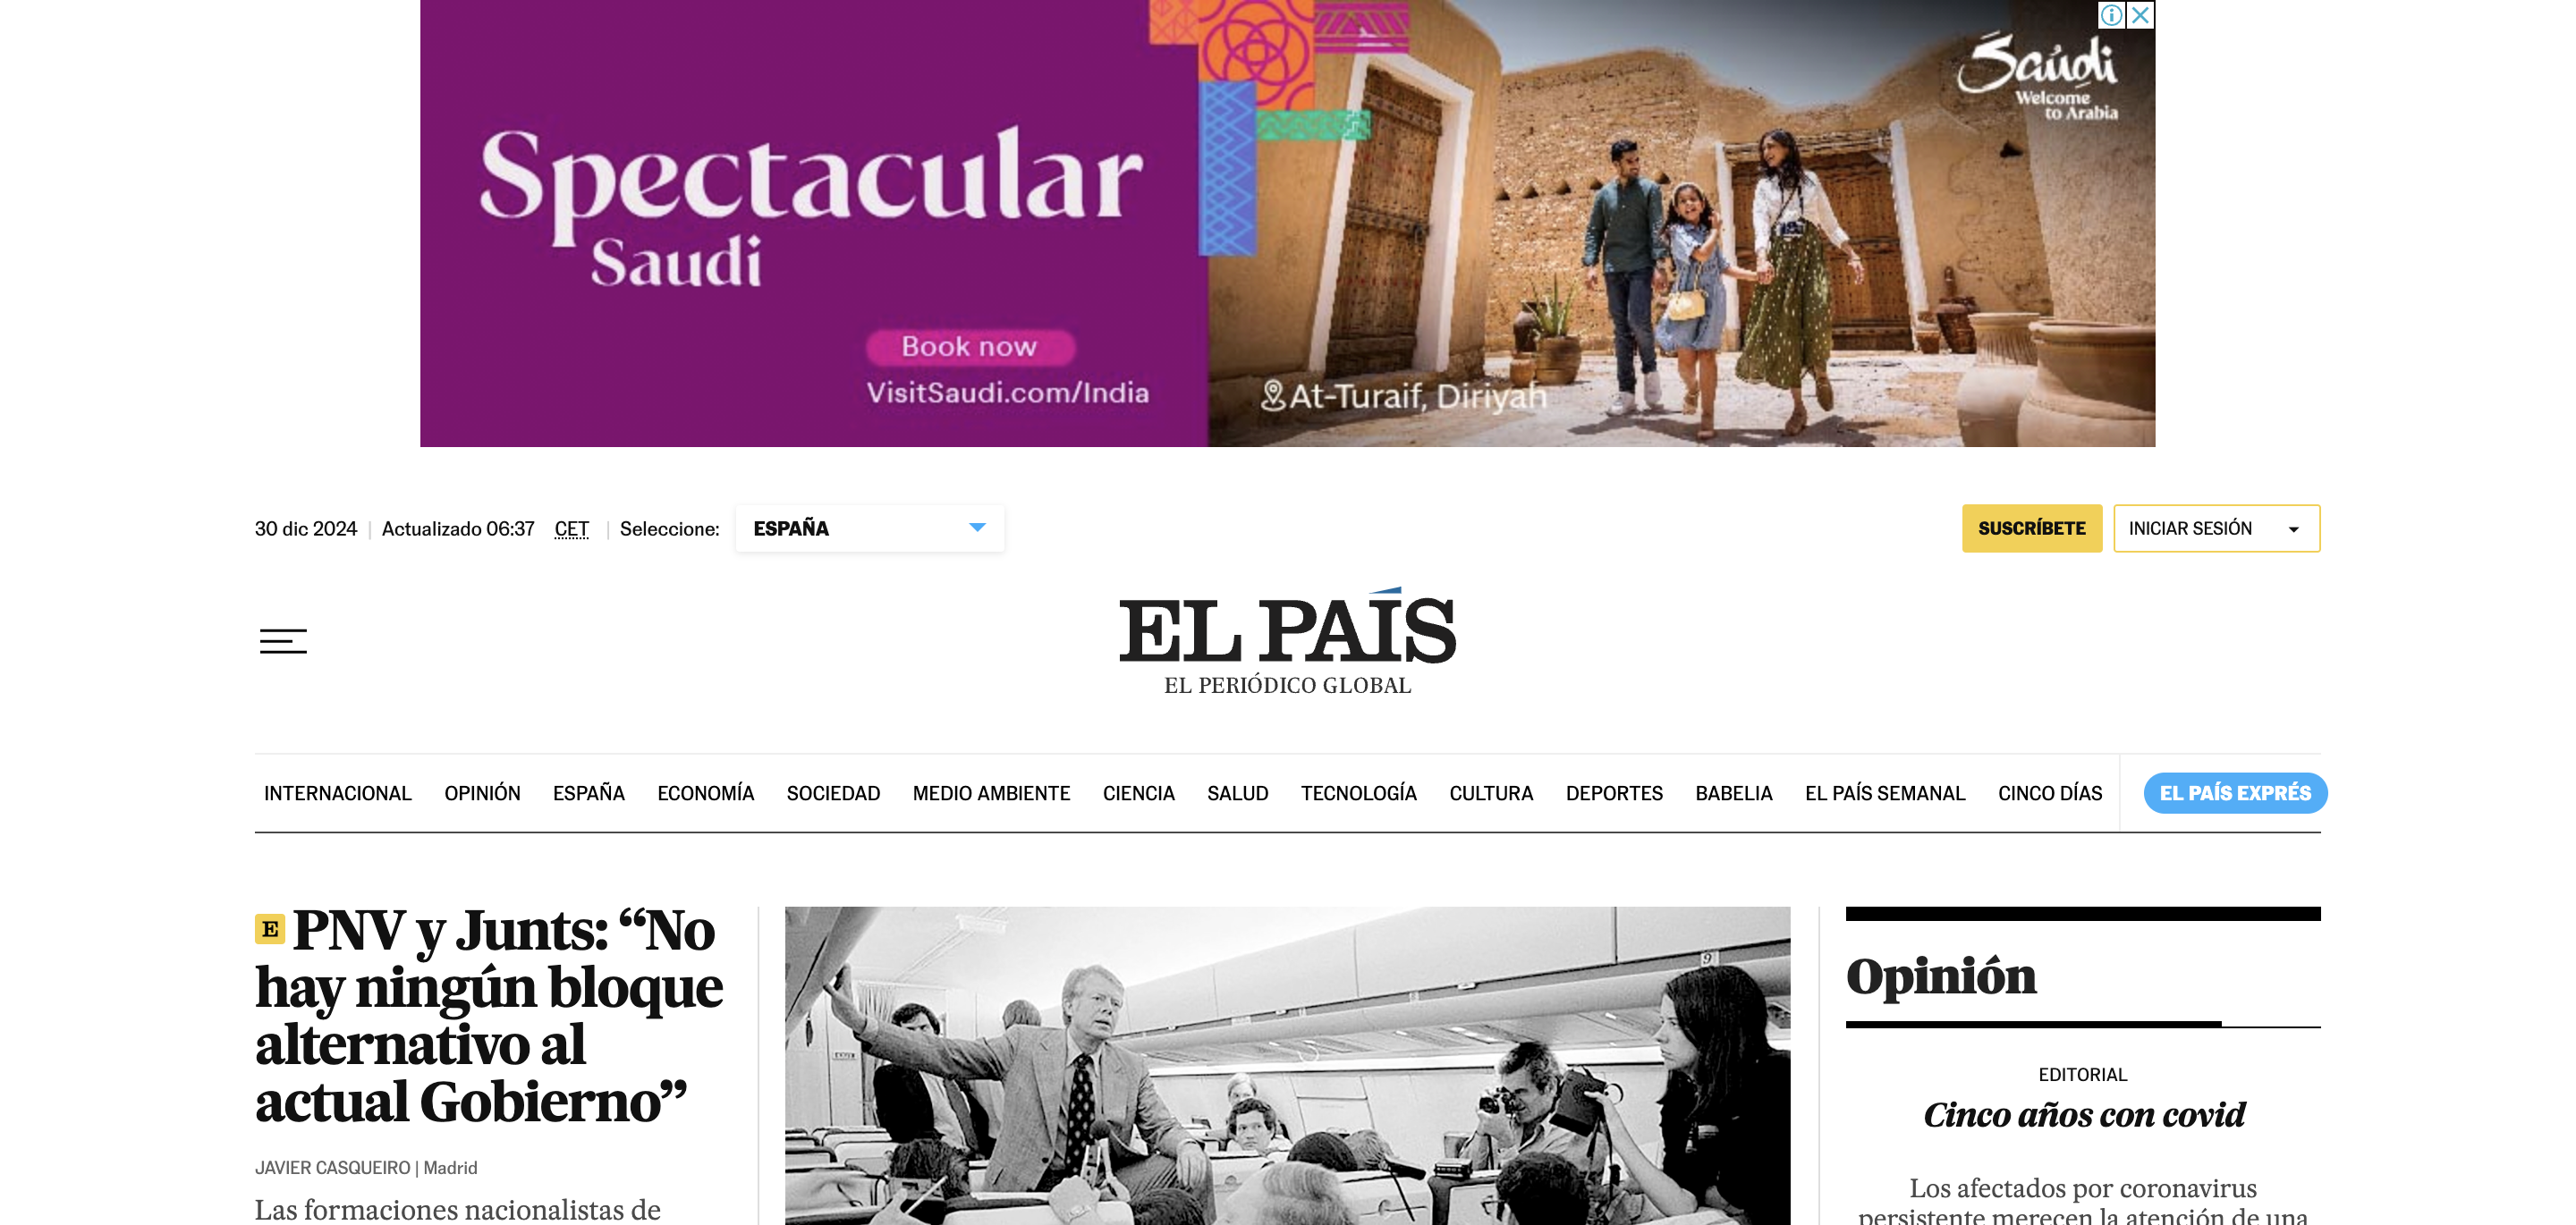 Spectacular
Saudi
Book now
VisitSaudi.com/India
Saudi
Welcome
to Arabia
At-Turaif, Diriyah
30 dic 2024 | Actualizado 06:37 CET | Seleccione: ESPAÑA
SUSCRÍBETE
INICIAR SESIÓN
EL PAÍS
EL PERIÓDICO GLOBAL
INTERNACIONAL OPINIÓN ESPAÑA ECONOMÍA SOCIEDAD MEDIO AMBIENTE CIENCIA SALUD TECNOLOGÍA CULTURA DEPORTES BABELIA EL PAÍS SEMANAL CINCO DÍAS EL PAÍS EXPRÉS
E PNV y Junts: “No
hay ningún bloque
alternativo al
actual Gobierno”
JAVIER CASQUEIRO | Madrid
Las formaciones nacionalistas de
9
EXIT
Opinión
EDITORIAL
Cinco años con covid
Los afectados por coronavirus
persistente merecen la atención de una